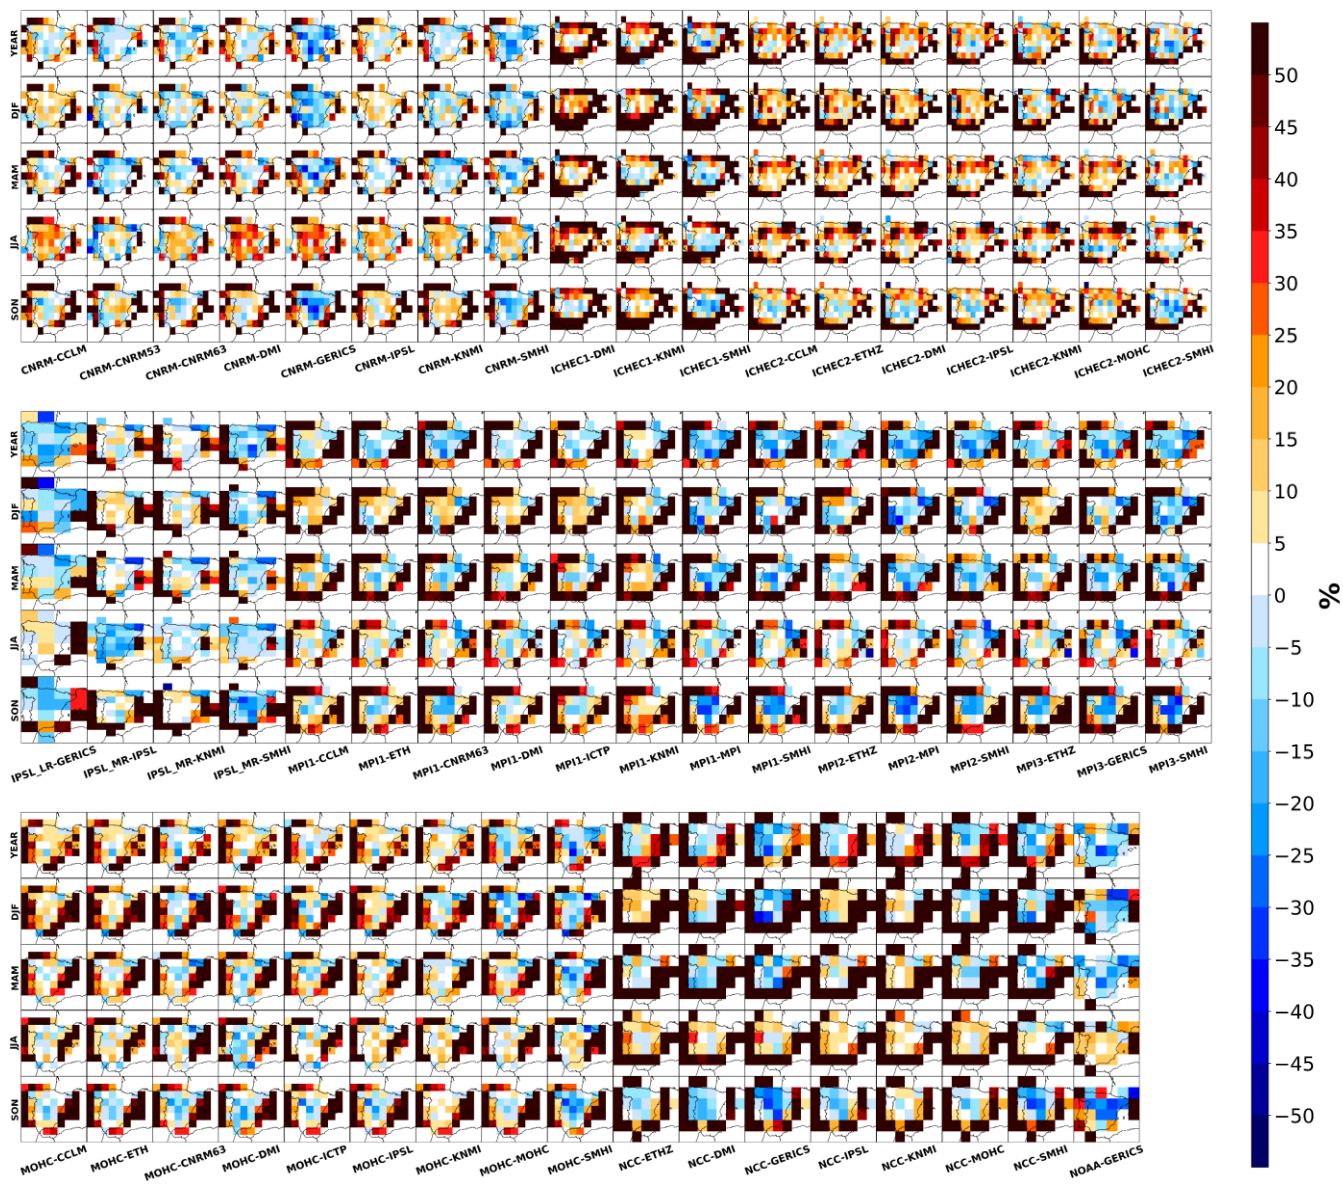 YEAR
DJF
MAM
JJA
SON
CNRM-CCLM CNRM-CNRM53 CNRM-CNRM63 CNRM-DMI CNRM-GERICS CNRM-IPSL CNRM-KNMI CNRM-SMHI ICHEC1-DMI ICHEC1-KNMI ICHEC1-SMHI ICHEC2-CCLM ICHEC2-ETHZ ICHEC2-DMI ICHEC2-IPSL ICHEC2-KNMI ICHEC2-MOHC ICHEC2-SMHI
YEAR
DJF
MAM
JJA
SON
IPSL_LR-GERICS IPSL_MR-IPSL IPSL_MR-KNMI IPSL_MR-SMHI MPI1-CCLM MPI1-ETH MPI1-CNRM63 MPI1-DMI MPI1-ICTP MPI1-KNMI MPI1-MPI MPI1-SMHI MPI2-ETHZ MPI2-MPI MPI2-SMHI MPI3-ETHZ MPI3-GERICS MPI3-SMHI
YEAR
DJF
MAM
JJA
SON
MOHC-CCLM MOHC-ETH MOHC-CNRM63 MOHC-DMI MOHC-ICTP MOHC-IPSL MOHC-KNMI MOHC-MOHC MOHC-SMHI NCC-ETHZ NCC-DMI NCC-GERICS NCC-IPSL NCC-KNMI NCC-MOHC NCC-SMHI NOAA-GERICS
50
45
40
35
30
25
20
15
10
5
0
−5
−10
−15
−20
−25
−30
−35
−40
−45
−50
%